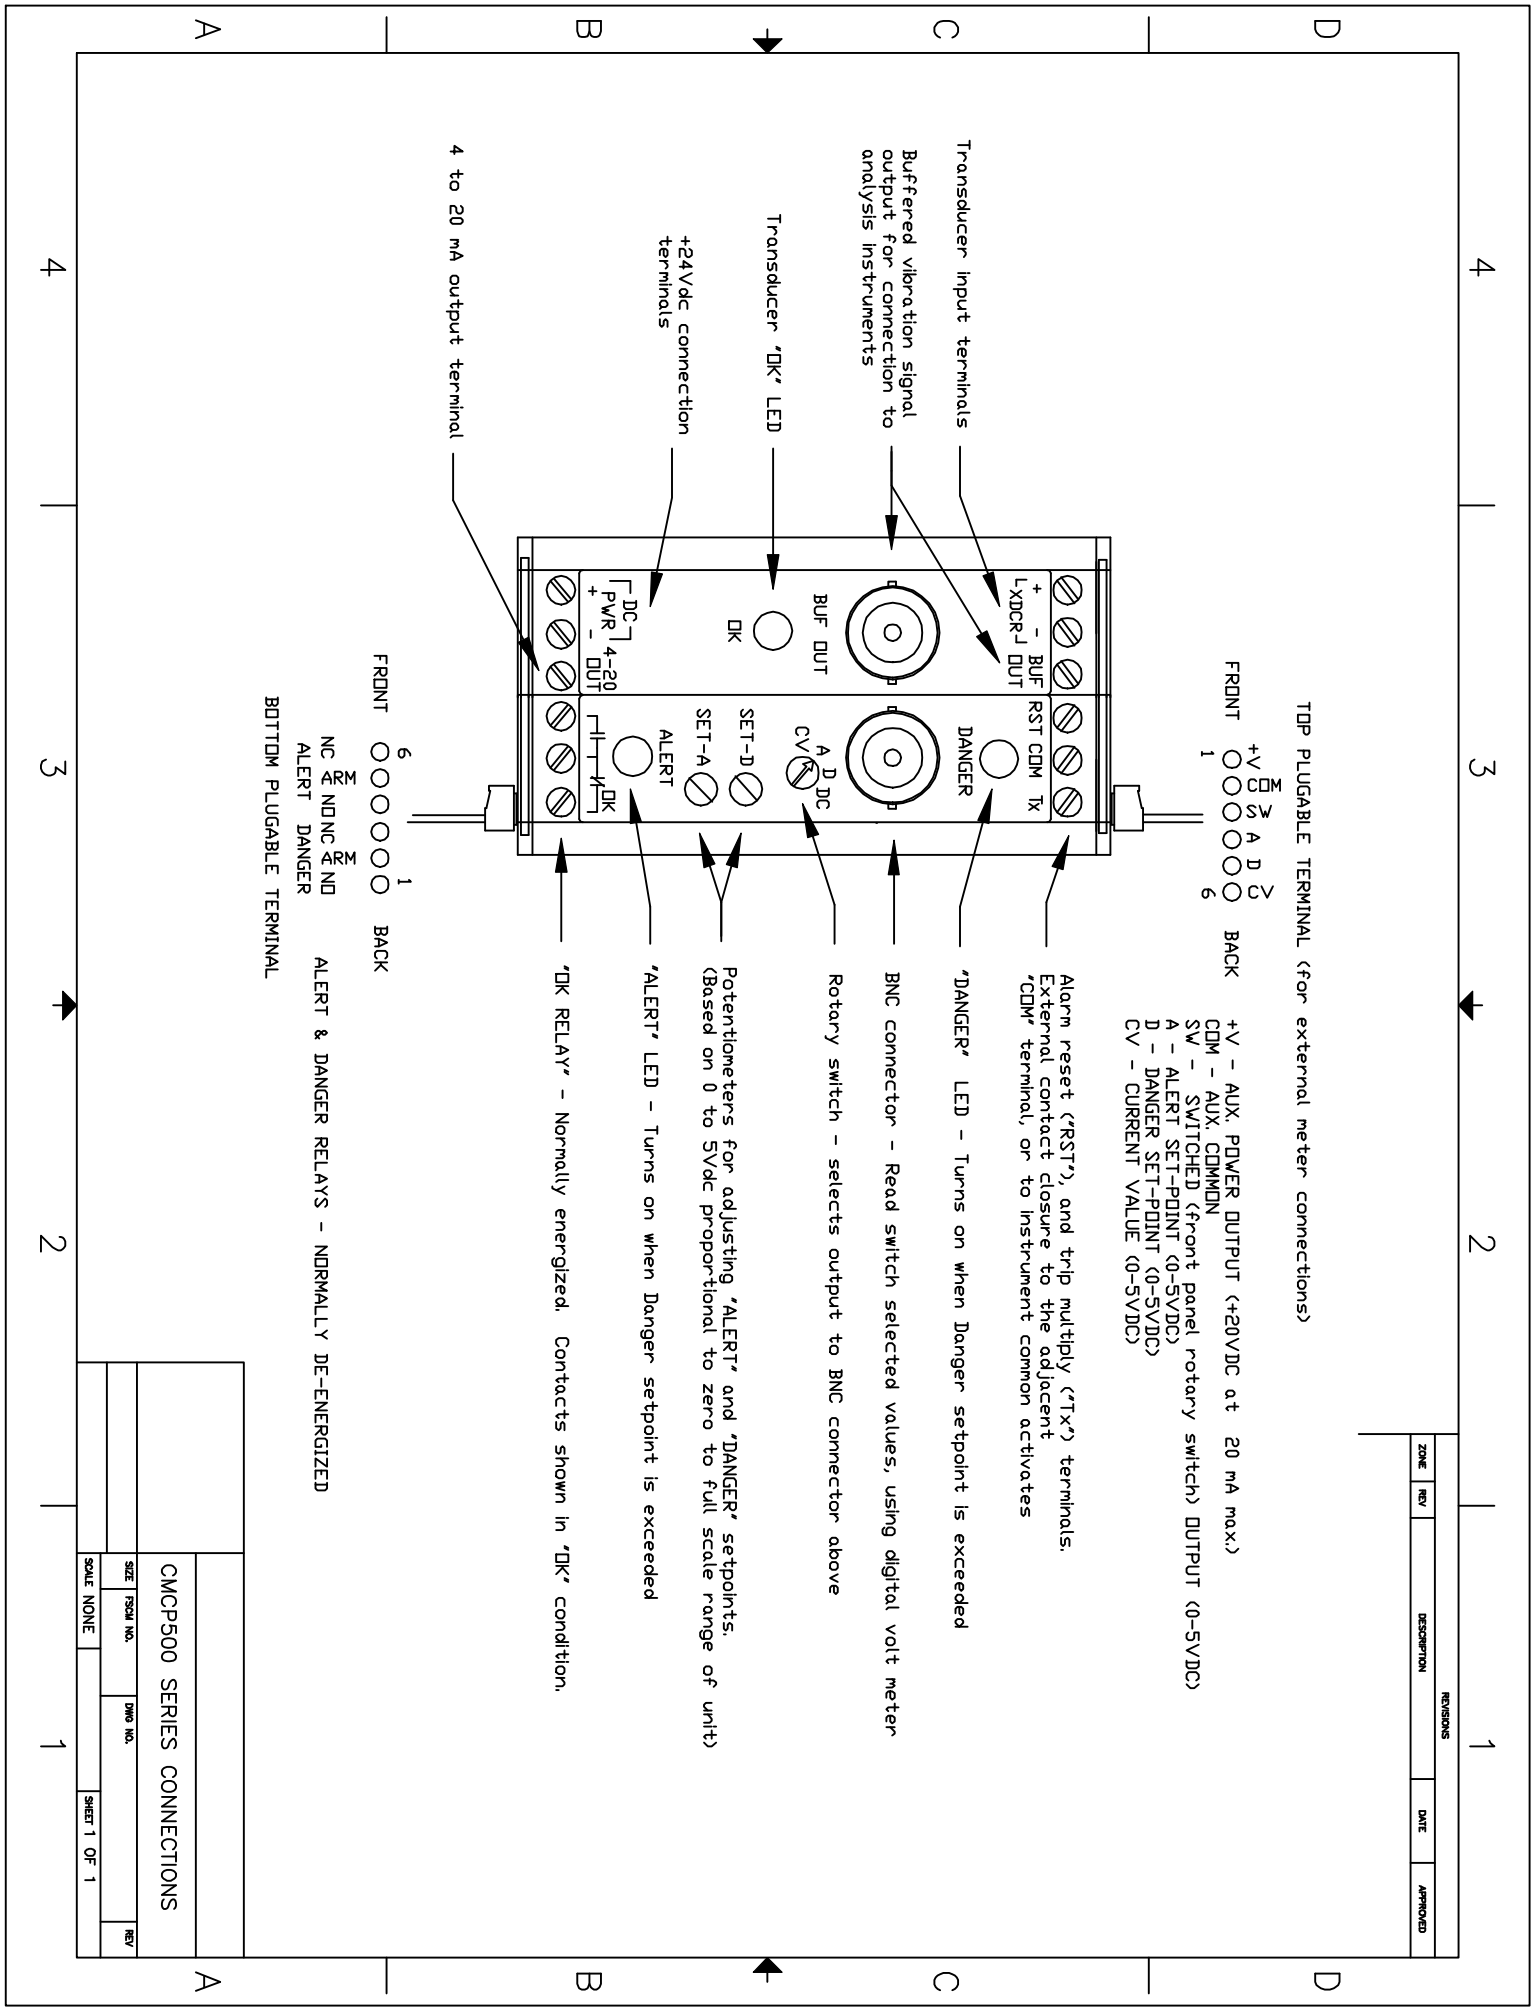 D
C
B
A
4
3
2
1
REVISIONS
ZONE
REV
DESCRIPTION
DATE
APPROVED
TOP PLUGABLE TERMINAL (for external meter connections)
+V COM SW A D CV
FRONT
BACK
1
6
+V - AUX. POWER OUTPUT (+20VDC at 20 mA max.)
COM - AUX. COMMON
SW - SWITCHED (front panel rotary switch) OUTPUT (0-5VDC)
A - ALERT SET-POINT (0-5VDC)
D - DANGER SET-POINT (0-5VDC)
CV - CURRENT VALUE (0-5VDC)
Transducer input terminals
Buffered vibration signal
output for connection to
analysis instruments
Transducer "OK" LED
+24Vdc connection
terminals
4 to 20 mA output terminal
+ - BUF
XDCR OUT
RST COM Tx
DANGER
BUF OUT
OK
A D DC
CV
SET-D
SET-A
ALERT
DC
PWR
+ -
4-20
OUT
OK
Alarm reset ("RST"), and trip multiply ("Tx") terminals.
External contact closure to the adjacent
"COM" terminal, or to instrument common activates
"DANGER" LED - Turns on when Danger setpoint is exceeded
BNC connector - Read switch selected values, using digital volt meter
Rotary switch - selects output to BNC connector above
Potentiometers for adjusting "ALERT" and "DANGER" setpoints.
(Based on 0 to 5Vdc proportional to zero to full scale range of unit)
"ALERT" LED - Turns on when Danger setpoint is exceeded
"OK RELAY" - Normally energized. Contacts shown in "OK" condition.
6
1
FRONT
BACK
NC ARM NO NC ARM NO
ALERT DANGER
ALERT & DANGER RELAYS - NORMALLY DE-ENERGIZED
BOTTOM PLUGABLE TERMINAL
CMCP500 SERIES CONNECTIONS
SIZE
FSCM NO.
DWG NO.
REV
SCALE NONE
SHEET 1 OF 1
4
3
2
1
D
C
B
A